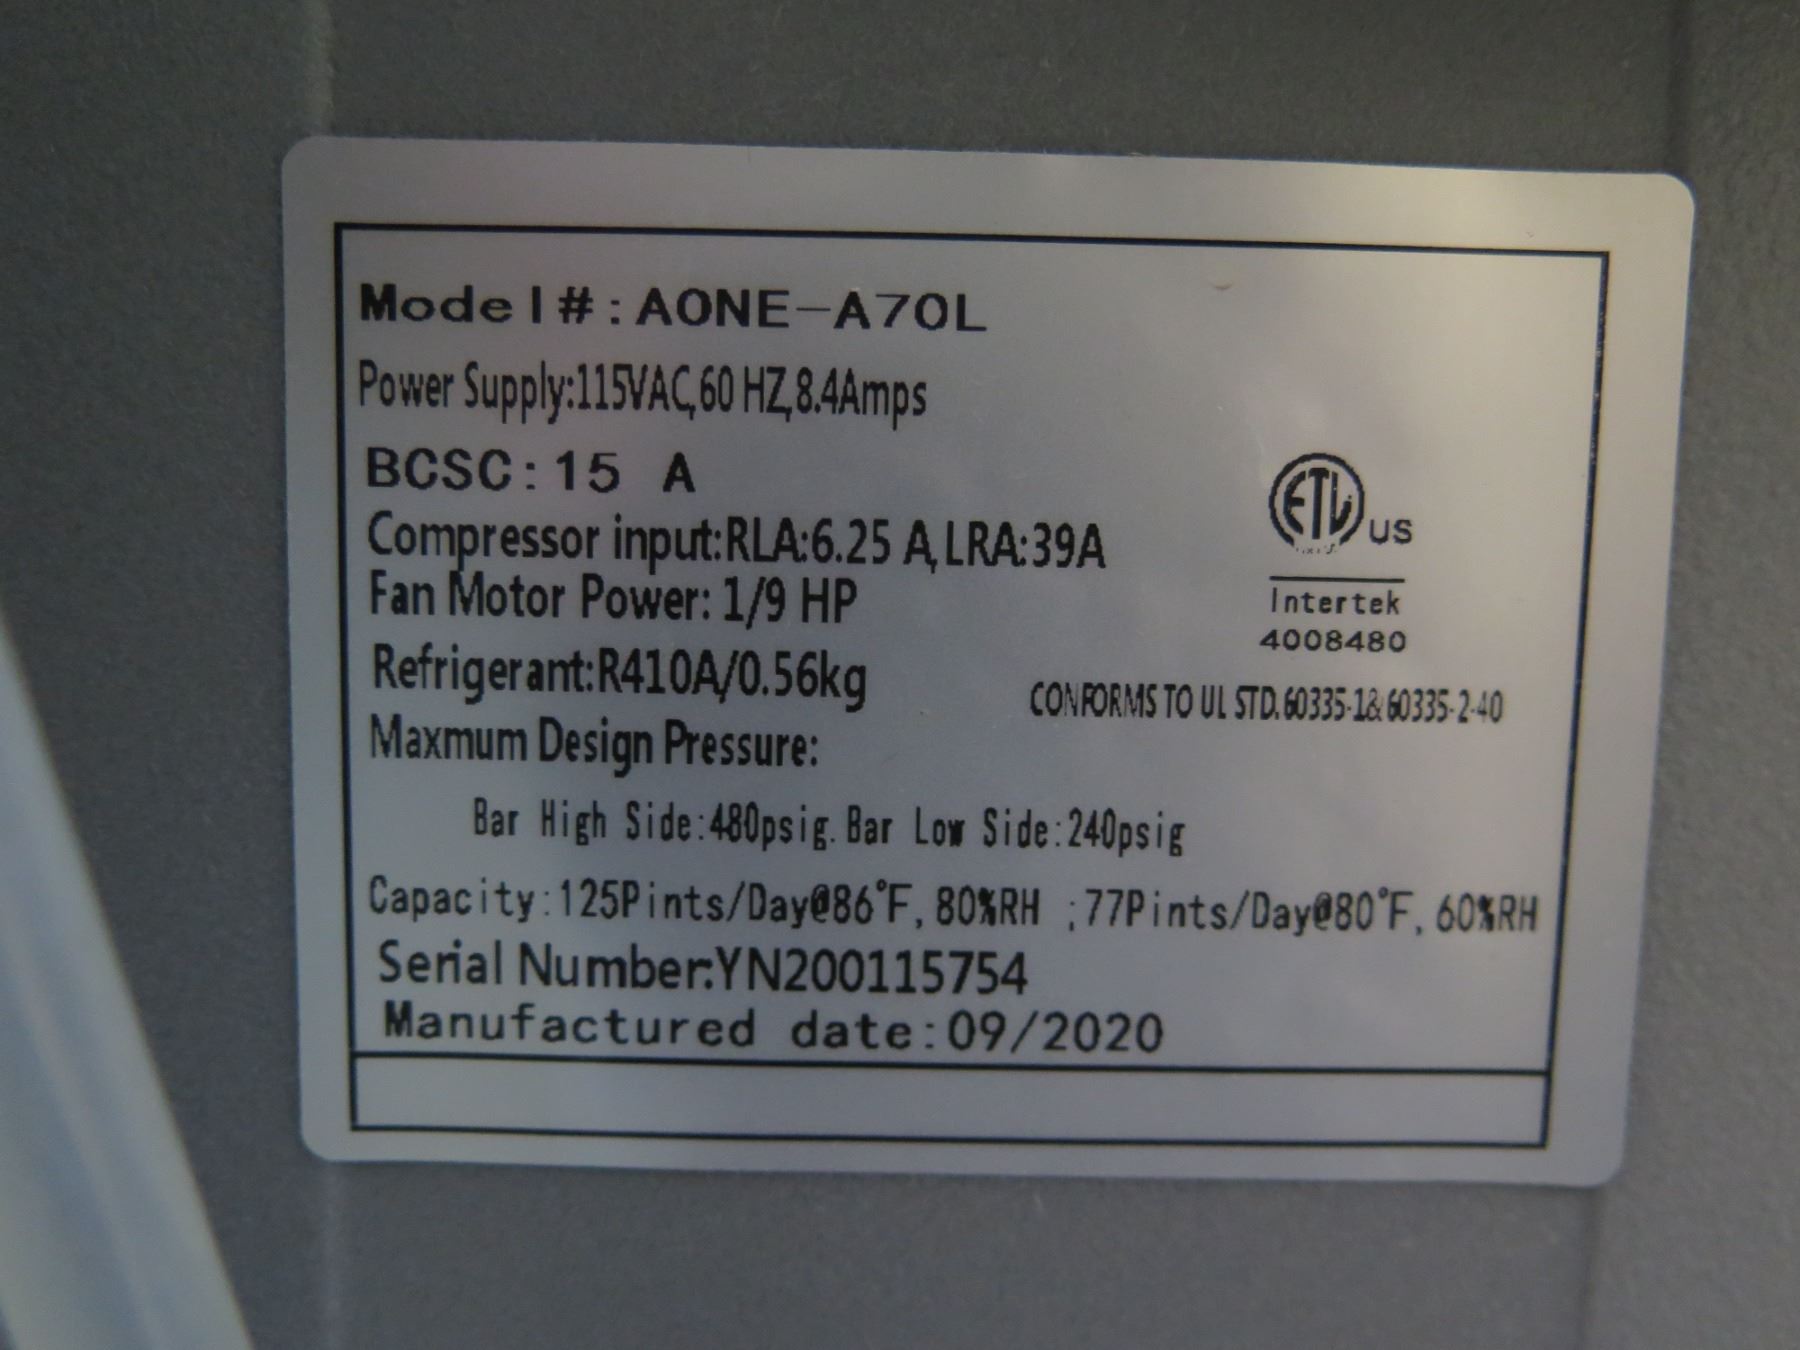 Model#: AONE-A70L
Power Supply:115VAC,60 HZ,8.4Amps
BCSC:15 A
Compressor input:RLA:6.25 A,LRA:39A
Fan Motor Power: 1/9 HP
Refrigerant:R410A/0.56kg
Maxmum Design Pressure:
Bar High Side:480psig. Bar Low Side:240psig
Capacity:125Pints/Day@86°F, 80%RH ;77Pints/Day@80°F, 60%RH
Serial Number:YN200115754
Manufactured date:09/2020
ETL US
Intertek
4008480
CONFORMS TO UL STD.60335-1&60335-2-40